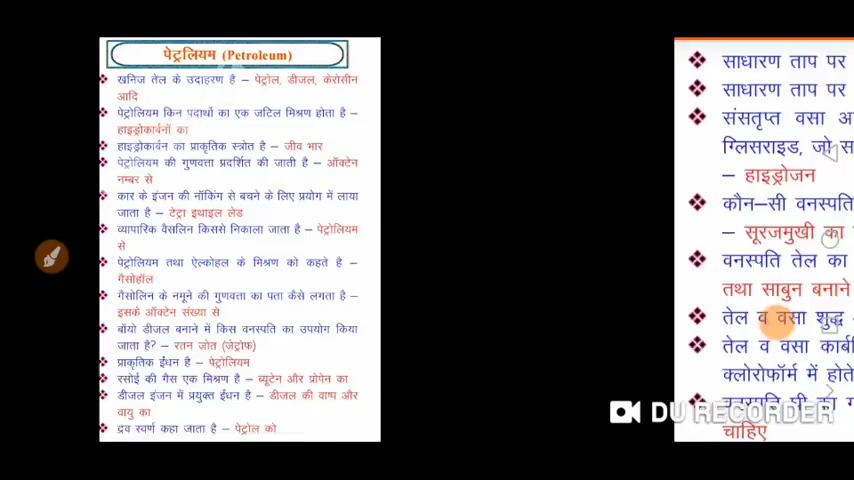 पेट्रलियम (Petroleum)
खनिज तेल के उदाहरण है – पेट्रोल, डीजल, केरोसीन
आदि
पेट्रोलियम किन पदार्थो का एक जटिल मिश्रण होता है –
हाइड्रोकार्बनों का
हाइड्रोकार्बन का प्राकृतिक स्त्रोत है – जीव भार
पेट्रोलियम की गुणवत्ता प्रदर्शित की जाती है – ऑक्टेन
नम्बर से
कार के इंजन की नॉकिंग से बचने के लिए प्रयोग में लाया
जाता है – टेट्रा इथाइल लेड
व्यापारिक वैसलिन किससे निकाला जाता है – पेट्रोलियम
से
पेट्रोलियम तथा ऐल्कोहल के मिश्रण को कहते है –
गैसोहॉल
गैसोलिन के नमूने की गुणवत्ता का पता कैसे लगता है –
इसके ऑक्टेन संख्या से
बॉयो डीजल बनाने में किस वनस्पति का उपयोग किया
जाता है? – रतन जोत (जेट्रोफ)
प्राकृतिक ईंधन है – पेट्रोलियम
रसोई की गैस एक मिश्रण है – ब्यूटेन और प्रोपेन का
डीजल इंजन में प्रयुक्त ईंधन है – डीजल की वाष्प और
वायु का
द्रव स्वर्ण कहा जाता है – पेट्रोल को
साधारण ताप पर
साधारण ताप पर
संसतृप्त वसा अ
ग्लिसराइड, जो स
– हाइड्रोजन
कौन–सी वनस्पति
– सूरजमुखी का
वनस्पति तेल का
तथा साबुन बनाने
तेल व वसा शुद्ध
तेल व वसा कार्ब
क्लोरोफॉर्म में होते
वनस्पति घी का ग
चाहिए
DU RECORDER